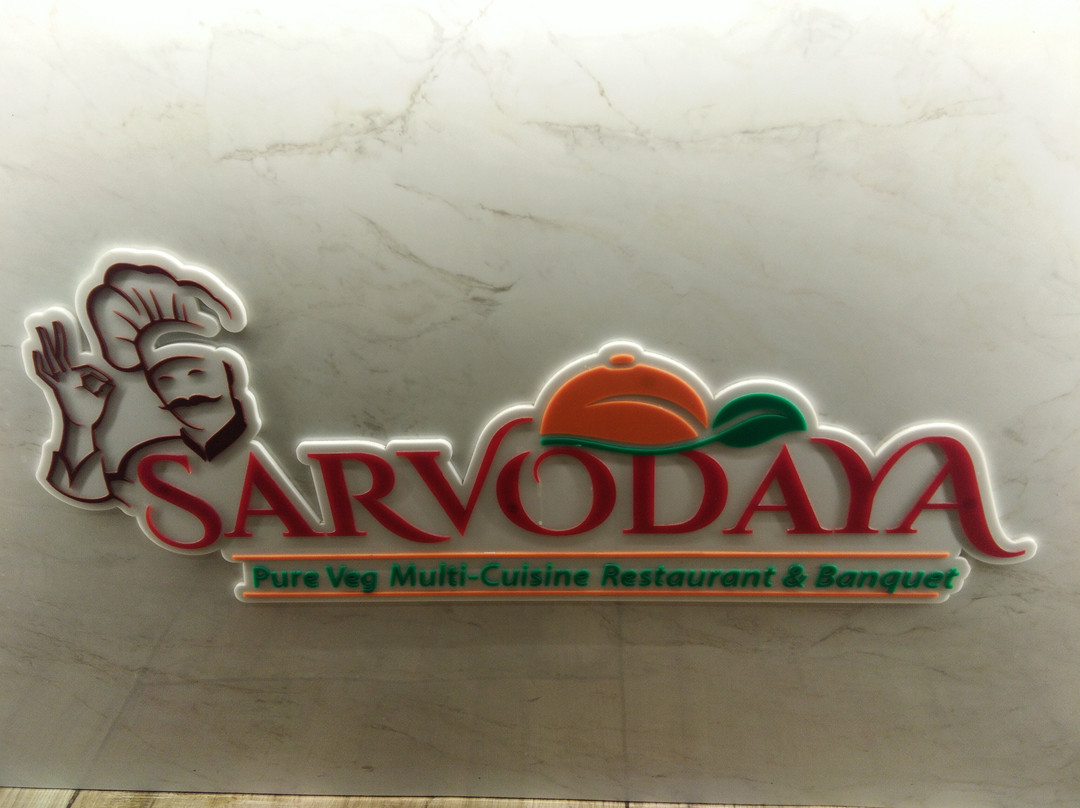 SARVODAYA
Pure Veg Multi-Cuisine Restaurant & Banquet